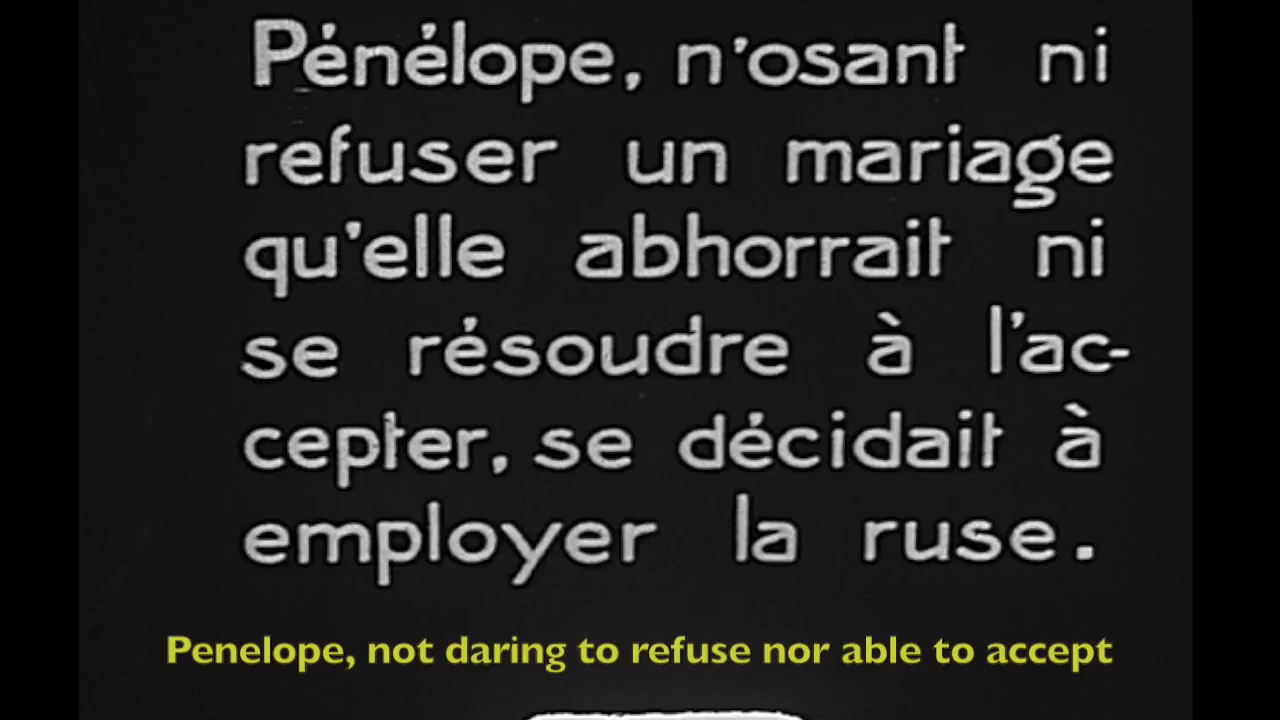 Pénélope, n'osant ni
refuser un mariage
qu'elle abhorrait ni
se résoudre à l'ac-
cepter, se décidait à
employer la ruse.
Penelope, not daring to refuse nor able to accept